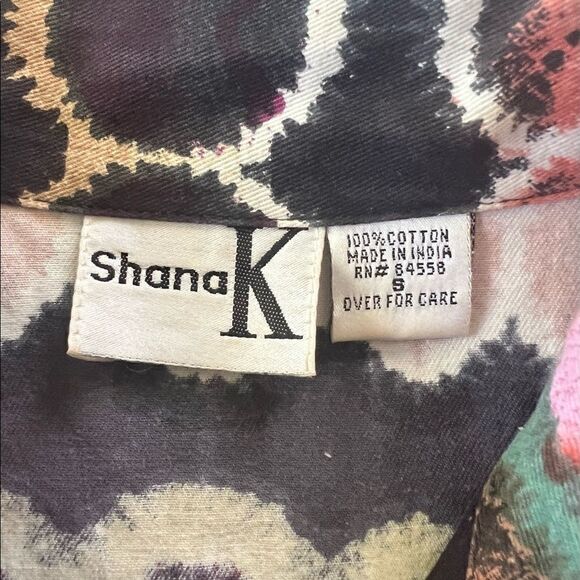 Shana K
100% COTTON
MADE IN INDIA
RN# 84558
S
OVER FOR CARE